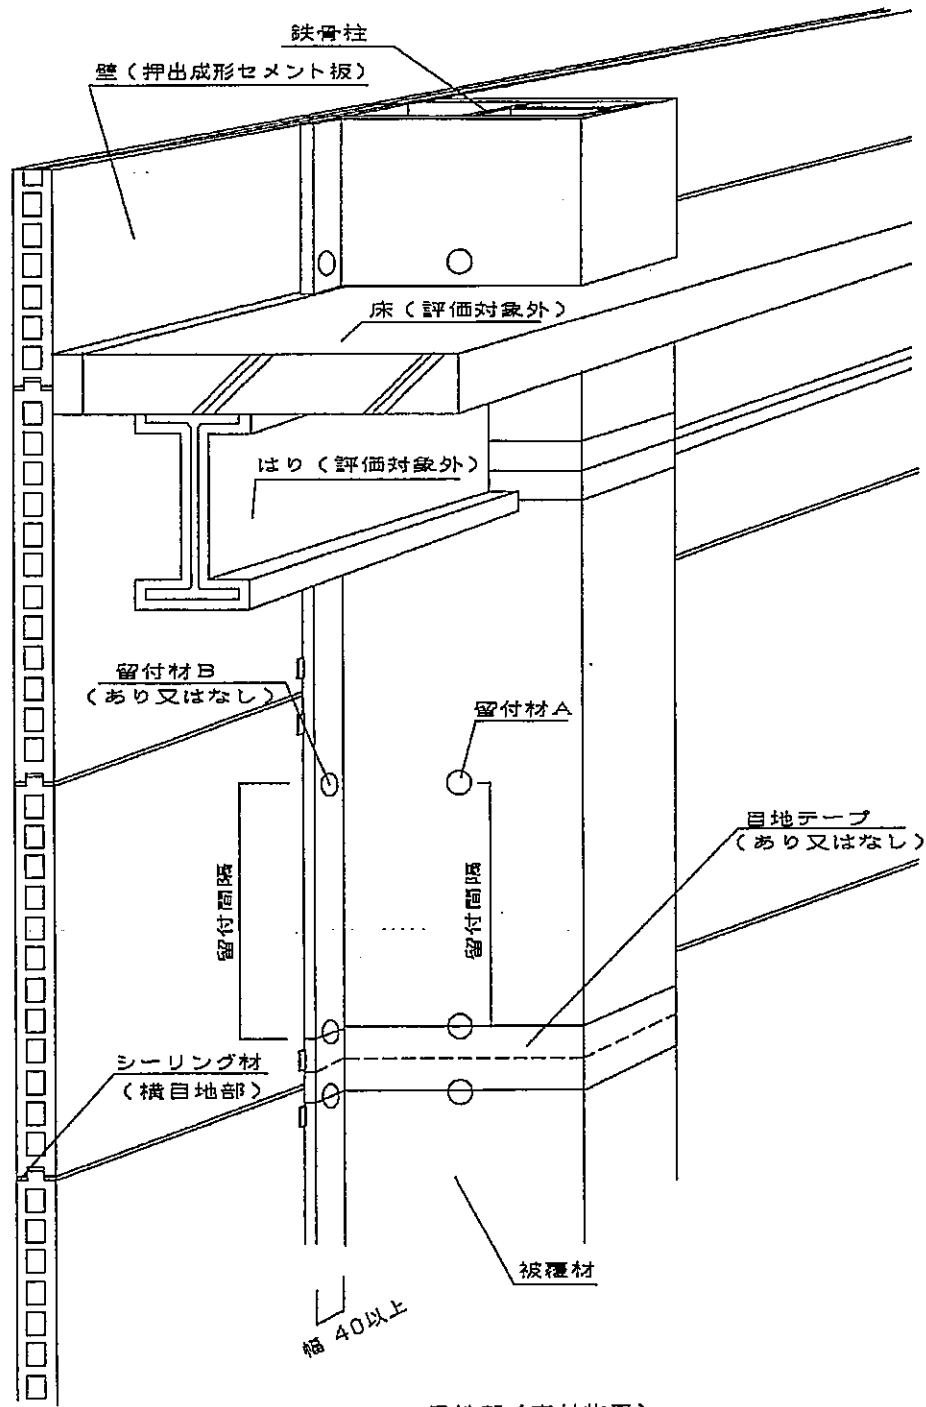 鉄骨柱
壁(押出成形セメント板)
床(評価対象外)
はり(評価対象外)
留付材B
(あり又はなし)
留付材A
目地テープ
(あり又はなし)
留付間隔
留付間隔
シーリング材
(横目地部)
被覆材
幅 40以上